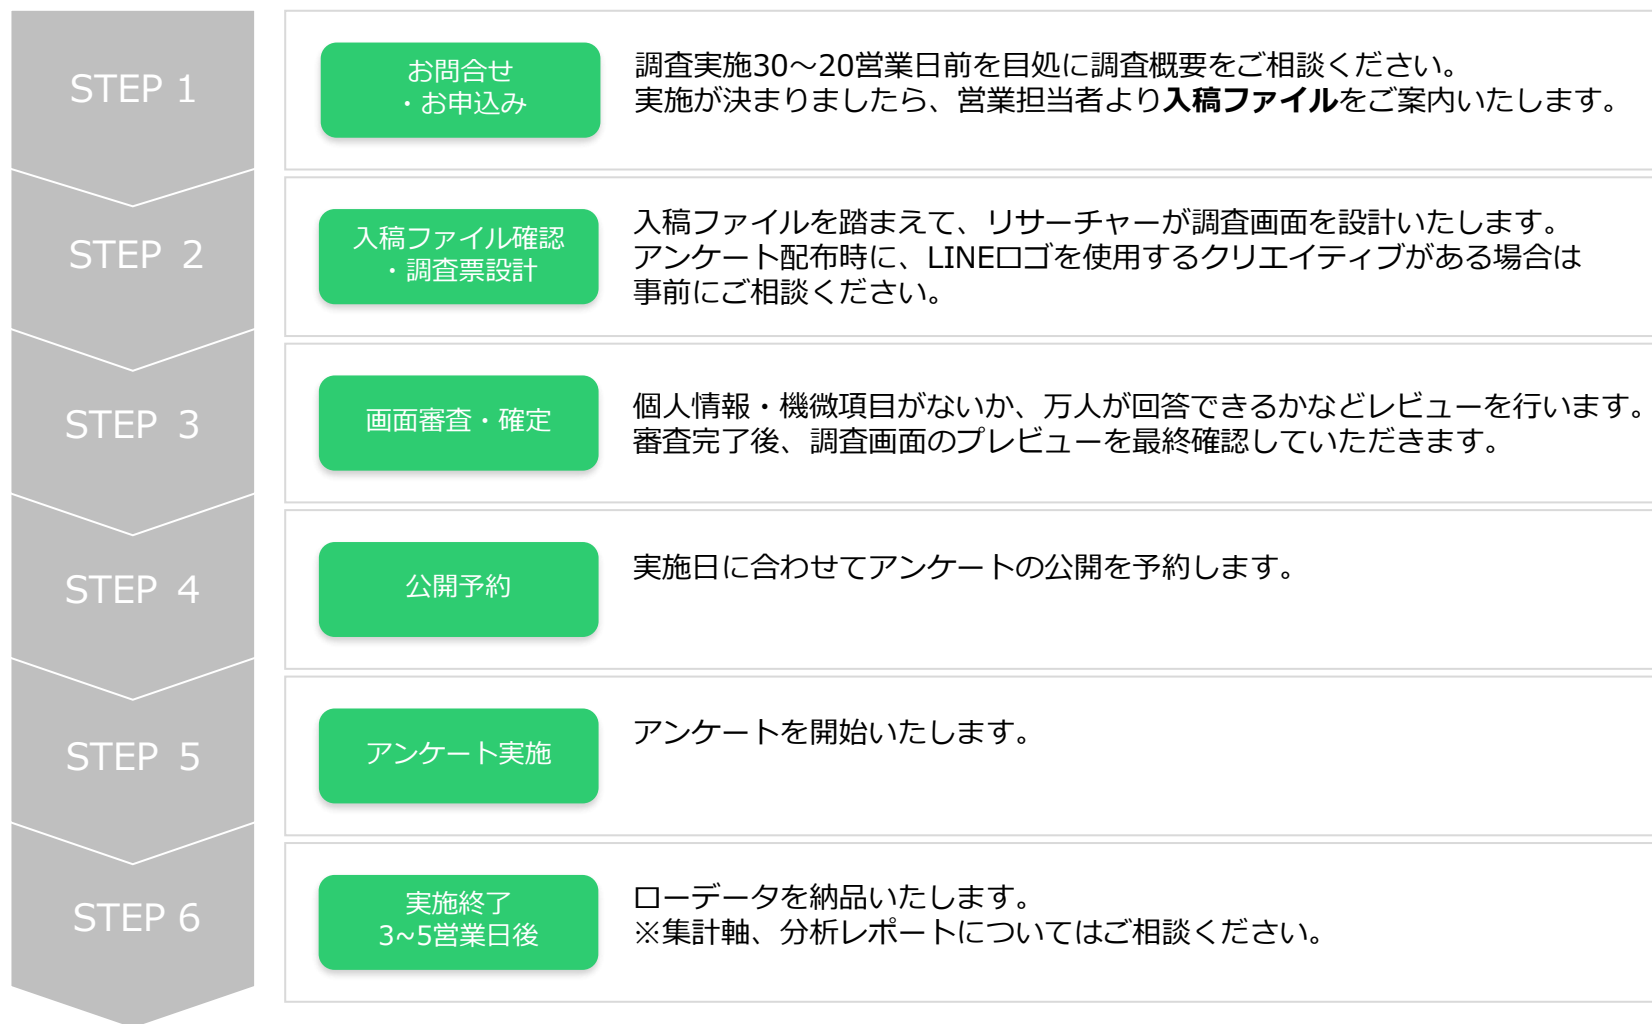 STEP 1
お問合せ
・お申込み
調査実施30～20営業日前を目処に調査概要をご相談ください。
実施が決まりましたら、営業担当者より入稿ファイルをご案内いたします。
STEP 2
入稿ファイル確認
・調査票設計
入稿ファイルを踏まえて、リサーチャーが調査画面を設計いたします。
アンケート配布時に、LINEロゴを使用するクリエイティブがある場合は
事前にご相談ください。
STEP 3
画面審査・確定
個人情報・機微項目がないか、万人が回答できるかなどレビューを行います。
審査完了後、調査画面のプレビューを最終確認していただきます。
STEP 4
公開予約
実施日に合わせてアンケートの公開を予約します。
STEP 5
アンケート実施
アンケートを開始いたします。
STEP 6
実施終了
3~5営業日後
ローデータを納品いたします。
※集計軸、分析レポートについてはご相談ください。